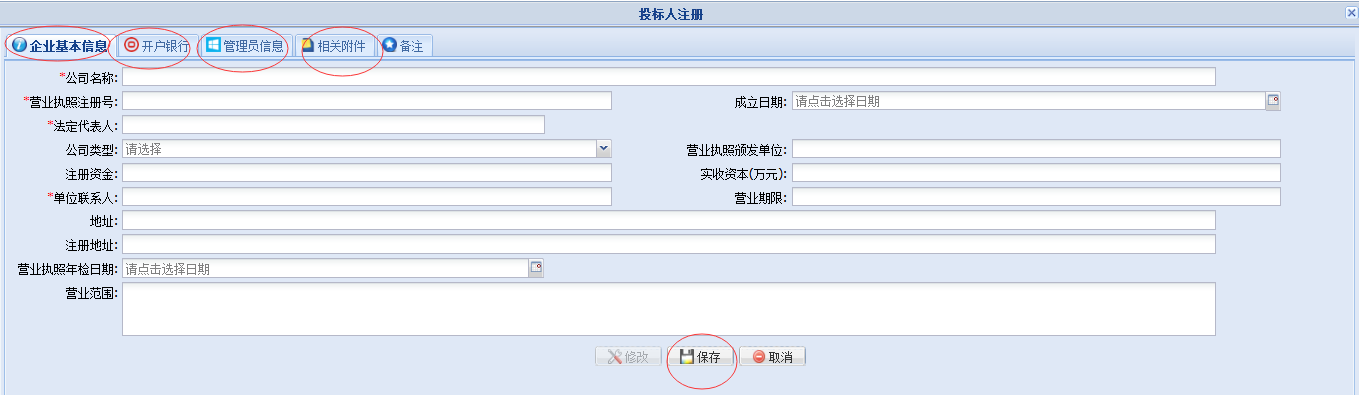 投标人注册
企业基本信息 开户银行 管理员信息 相关附件 备注
*公司名称:
*营业执照注册号: 成立日期: 请点击选择日期
*法定代表人:
公司类型: 请选择 营业执照颁发单位:
注册资金: 实收资本(万元):
*单位联系人: 营业期限:
地址:
注册地址:
营业执照年检日期: 请点击选择日期
营业范围:
修改 保存 取消